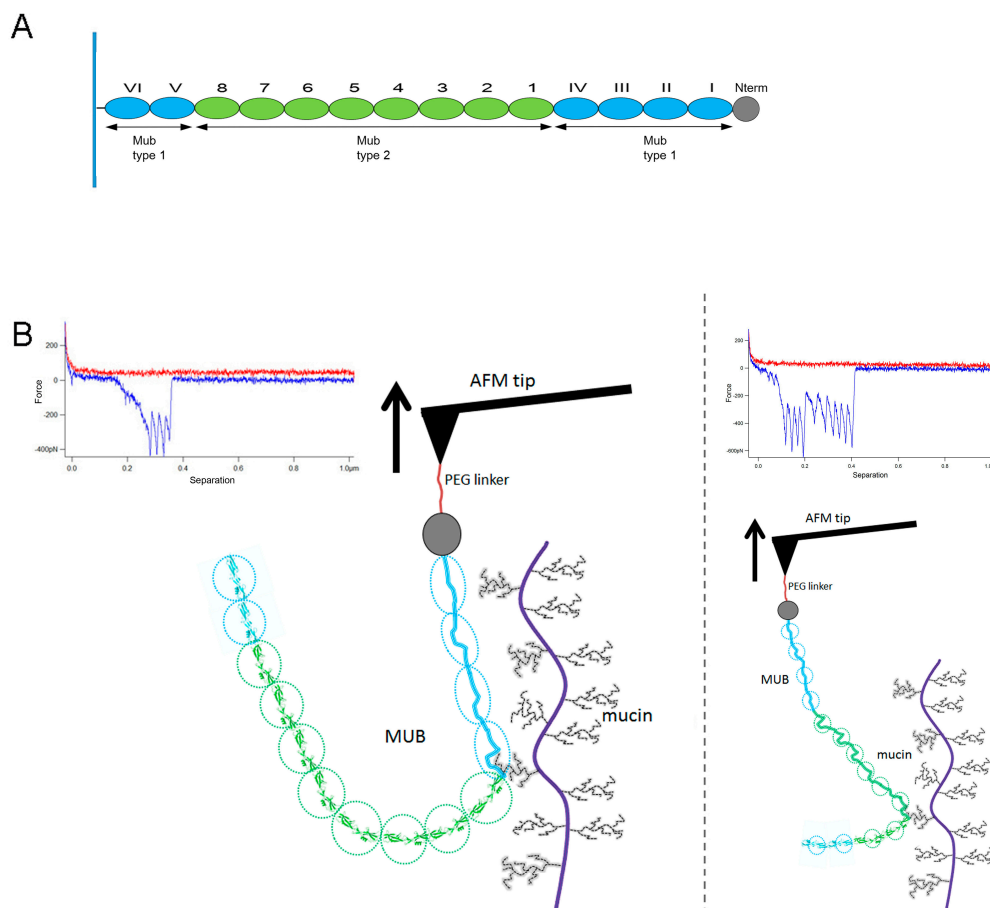 A
VI V 8 7 6 5 4 3 2 1 IV III II I Nterm
Mub
type 1
Mub
type 2
Mub
type 1
B
200
0
-200
-400pN
Force
0.0 0.2 0.4 0.6 0.8 1.0µm
Separation
AFM tip
PEG linker
MUB
mucin
200
0
-200
-400
-600pN
Force
0.0 0.2 0.4 0.6 0.8 1.0
Separation
AFM tip
PEG linker
MUB
mucin